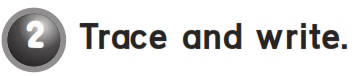 2 Trace and write.